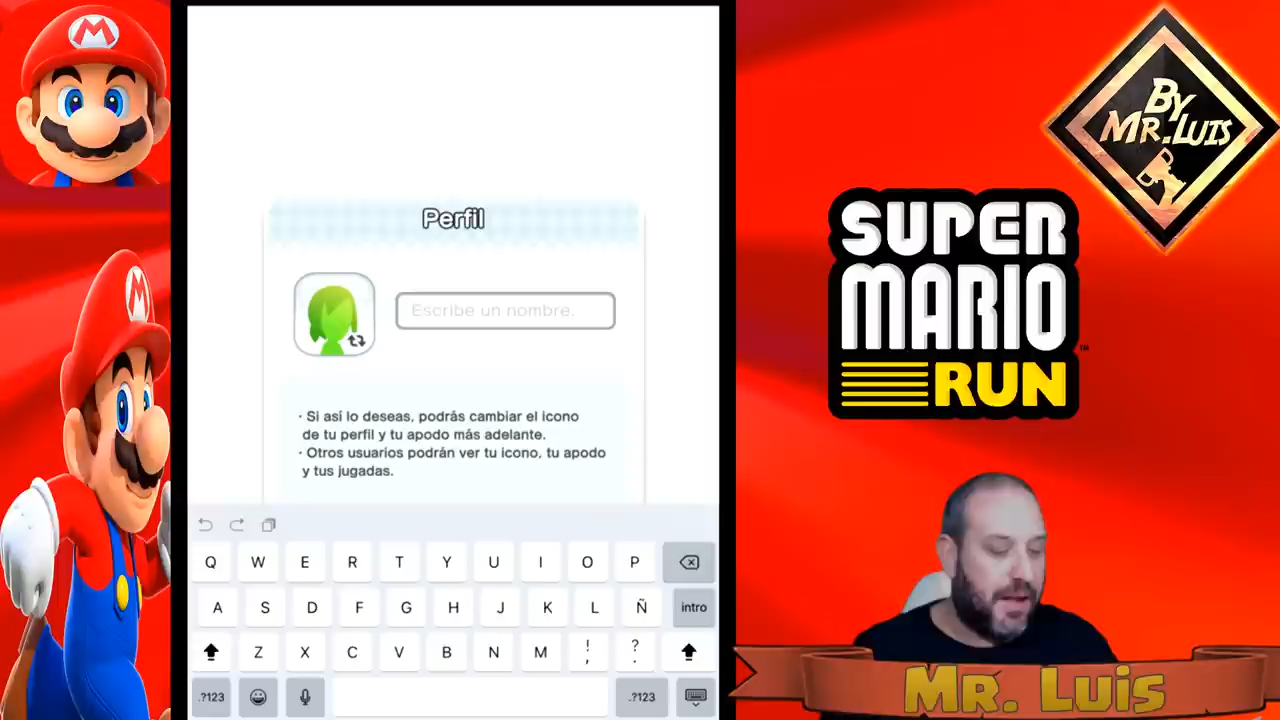 Perfil
Escribe un nombre.
· Si así lo deseas, podrás cambiar el icono
de tu perfil y tu apodo más adelante.
· Otros usuarios podrán ver tu icono, tu apodo
y tus jugadas.
Q W E R T Y U I O P
A S D F G H J K L Ñ intro
Z X C V B N M ! , ? .
.?123 .?123
M
M
BY
MR.LUIS
SUPER
MARIO
RUN
™
MR. LUIS